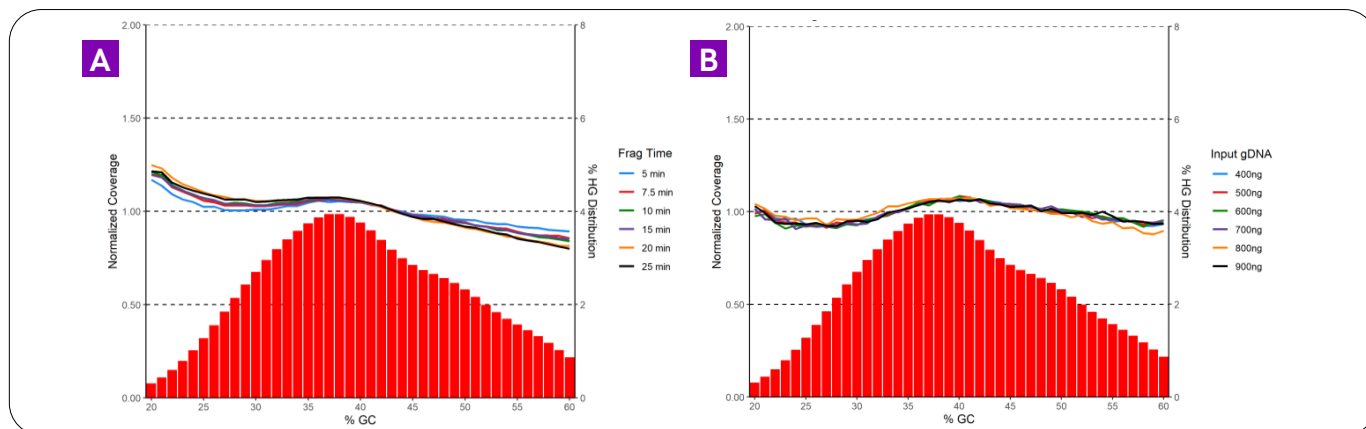 A
2.00
1.50
1.00
0.50
0.00
Normalized Coverage
20 25 30 35 40 45 50 55 60
% GC
8
6
4
2
0
% HG Distribution
Frag Time
5 min
7.5 min
10 min
15 min
20 min
25 min
B
2.00
1.50
1.00
0.50
0.00
Normalized Coverage
20 25 30 35 40 45 50 55 60
% GC
8
6
4
2
0
% HG Distribution
Input gDNA
400ng
500ng
600ng
700ng
800ng
900ng